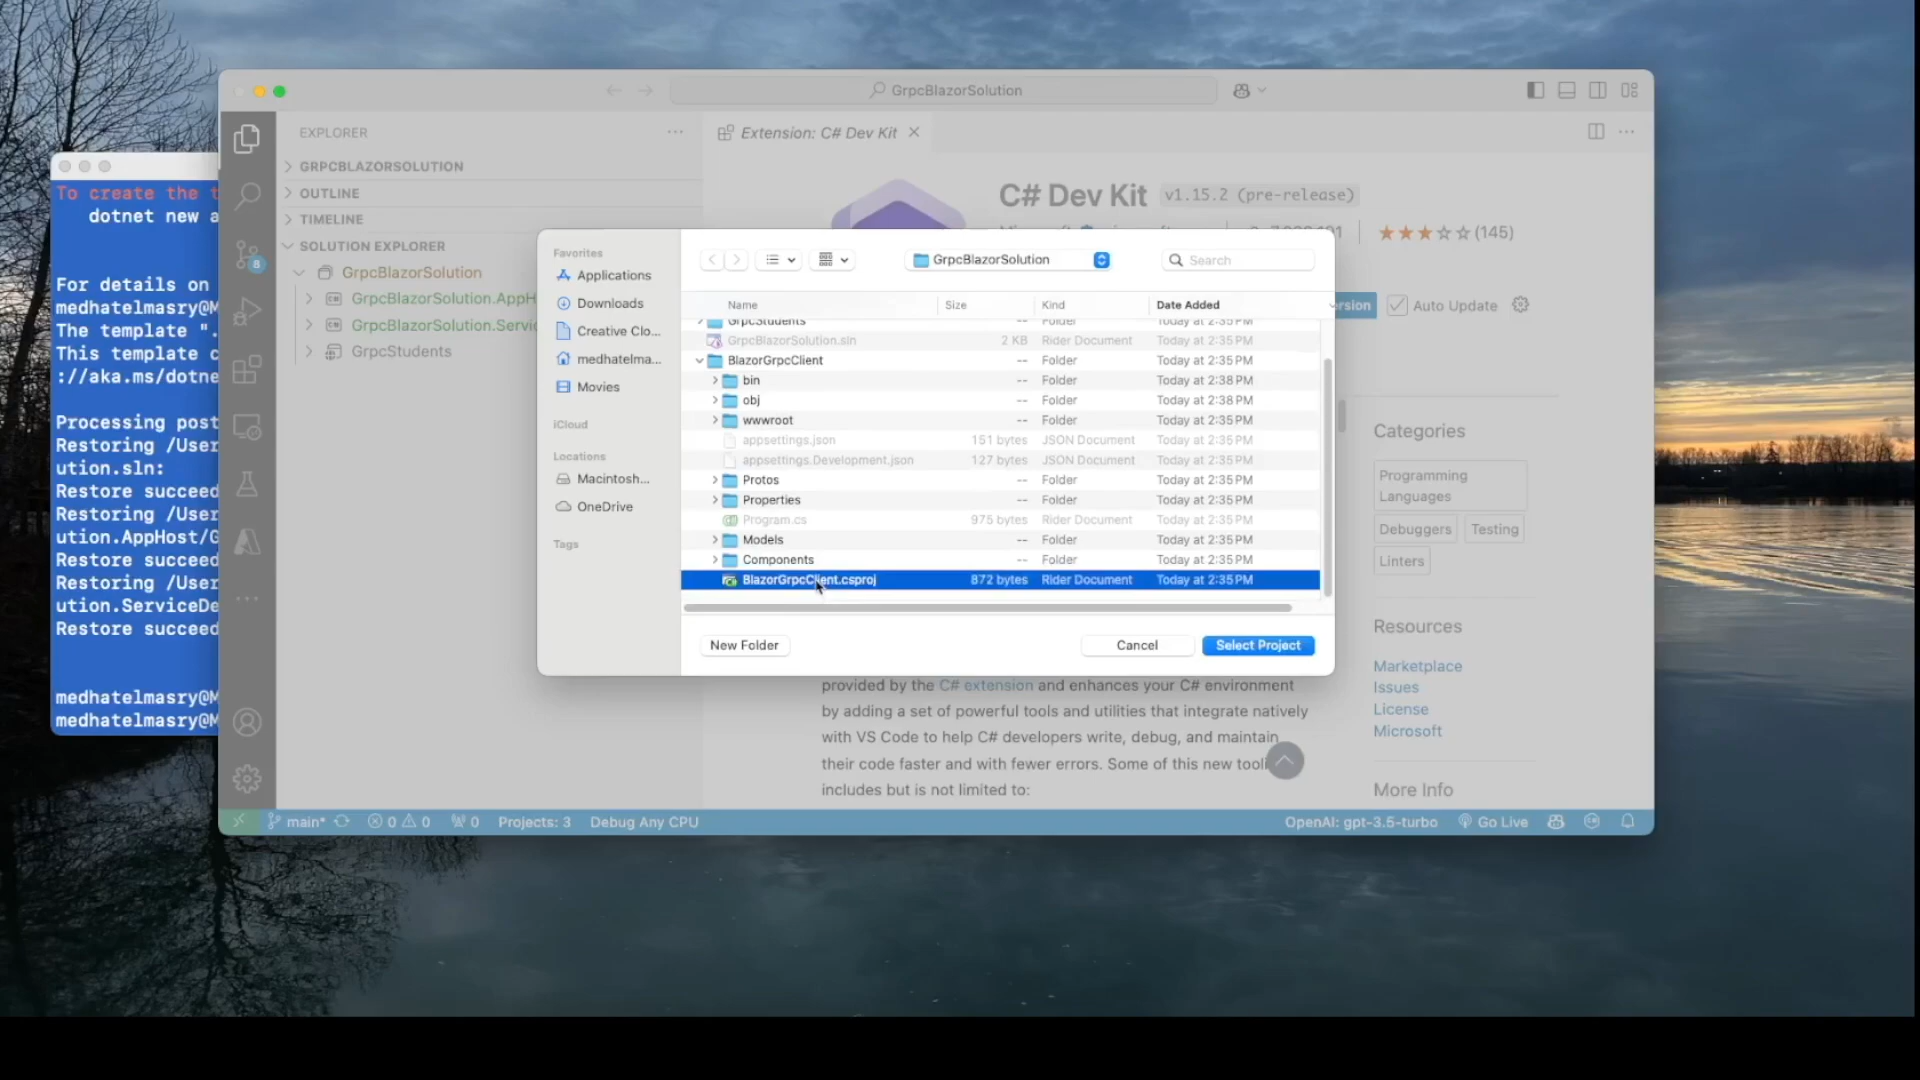 GrpcBlazorSolution
EXPLORER
GRPCBLAZORSOLUTION
OUTLINE
TIMELINE
SOLUTION EXPLORER
GrpcBlazorSolution
GrpcBlazorSolution.AppH
GrpcBlazorSolution.Servic
GrpcStudents
Extension: C# Dev Kit
C# Dev Kit v1.15.2 (pre-release)
(145)
rsion
Auto Update
To create the t
dotnet new a
For details on
medhatelmasry@M
The template ".
This template c
://aka.ms/dotne
Processing post
Restoring /User
ution.sln:
Restore succeed
Restoring /User
ution.AppHost/G
Restore succeed
Restoring /User
ution.ServiceDe
Restore succeed
medhatelmasry@M
medhatelmasry@M
Favorites
Applications
Downloads
Creative Clo...
medhatelma...
Movies
iCloud
Locations
Macintosh...
OneDrive
Tags
GrpcBlazorSolution
Search
Name Size Kind Date Added
GrpcStudents -- Folder Today at 2:35 PM
GrpcBlazorSolution.sln 2 KB Rider Document Today at 2:35 PM
BlazorGrpcClient -- Folder Today at 2:35 PM
bin -- Folder Today at 2:38 PM
obj -- Folder Today at 2:38 PM
wwwroot -- Folder Today at 2:35 PM
appsettings.json 151 bytes JSON Document Today at 2:35 PM
appsettings.Development.json 127 bytes JSON Document Today at 2:35 PM
Protos -- Folder Today at 2:35 PM
Properties -- Folder Today at 2:35 PM
Program.cs 975 bytes Rider Document Today at 2:35 PM
Models -- Folder Today at 2:35 PM
Components -- Folder Today at 2:35 PM
BlazorGrpcClient.csproj 872 bytes Rider Document Today at 2:35 PM
New Folder
Cancel
Select Project
provided by the C# extension and enhances your C# environment
by adding a set of powerful tools and utilities that integrate natively
with VS Code to help C# developers write, debug, and maintain
their code faster and with fewer errors. Some of this new tooli
includes but is not limited to:
Categories
Programming
Languages
Debuggers
Testing
Linters
Resources
Marketplace
Issues
License
Microsoft
More Info
8
main*
0
0
0
Projects: 3
Debug Any CPU
OpenAI: gpt-3.5-turbo
Go Live